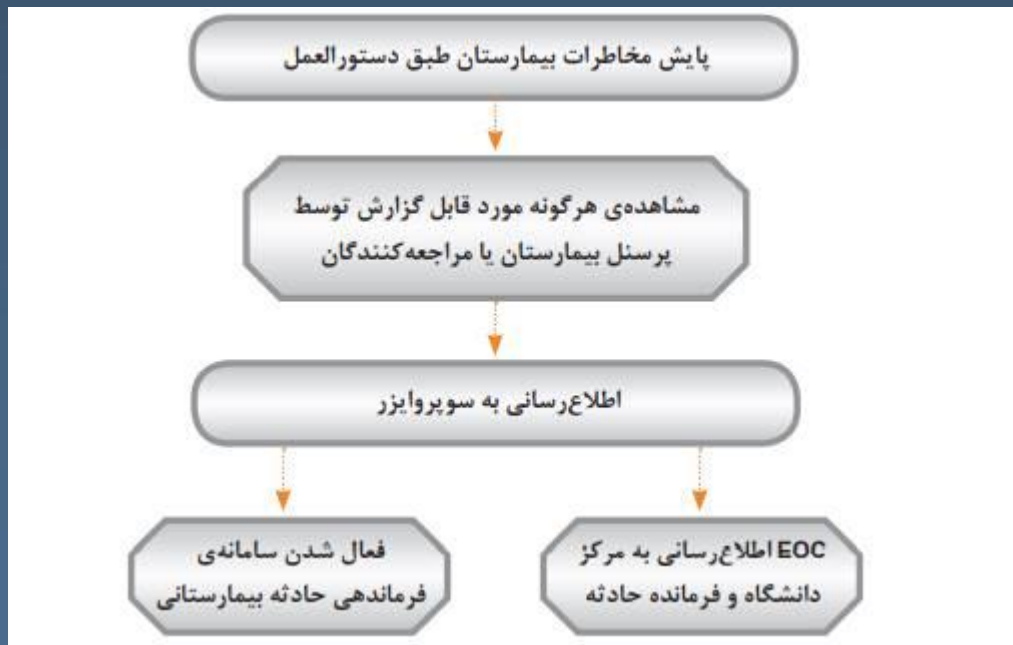 پایش مخاطرات بیمارستان طبق دستورالعمل
مشاهده‌ی هرگونه مورد قابل گزارش توسط
پرسنل بیمارستان یا مراجعه‌کنندگان
اطلاع‌رسانی به سوپروایزر
EOC اطلاع‌رسانی به مرکز
دانشگاه و فرمانده حادثه
فعال شدن سامانه‌ی
فرماندهی حادثه بیمارستانی